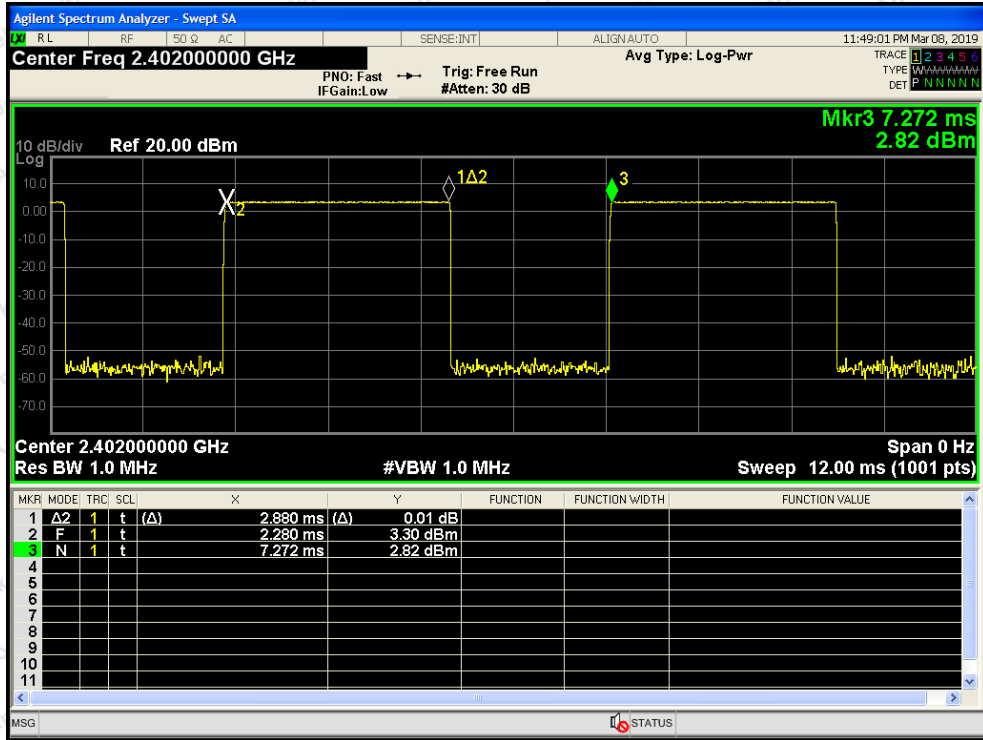 Agilent Spectrum Analyzer - Swept SA
LXI RL RF 50 Ω AC SENSE:INT ALIGN AUTO 11:49:01 PM Mar 08, 2019
Center Freq 2.402000000 GHz
Avg Type: Log-Pwr
TRACE 1 2 3 4 5 6
PNO: Fast
Trig: Free Run
TYPE WWWWWW
IFGain:Low
#Atten: 30 dB
DET P N N N N N
Mkr3 7.272 ms
2.82 dBm
10 dB/div Ref 20.00 dBm
Log
10.0
0.00
-10.0
-20.0
-30.0
-40.0
-50.0
-60.0
-70.0
2
1Δ2
3
Center 2.402000000 GHz Span 0 Hz
Res BW 1.0 MHz #VBW 1.0 MHz Sweep 12.00 ms (1001 pts)
MKR MODE TRC SCL X Y FUNCTION FUNCTION WIDTH FUNCTION VALUE
1 Δ2 1 t (Δ) 2.880 ms (Δ) 0.01 dB
2 F 1 t 2.280 ms 3.30 dBm
3 N 1 t 7.272 ms 2.82 dBm
4
5
6
7
8
9
10
11
MSG STATUS